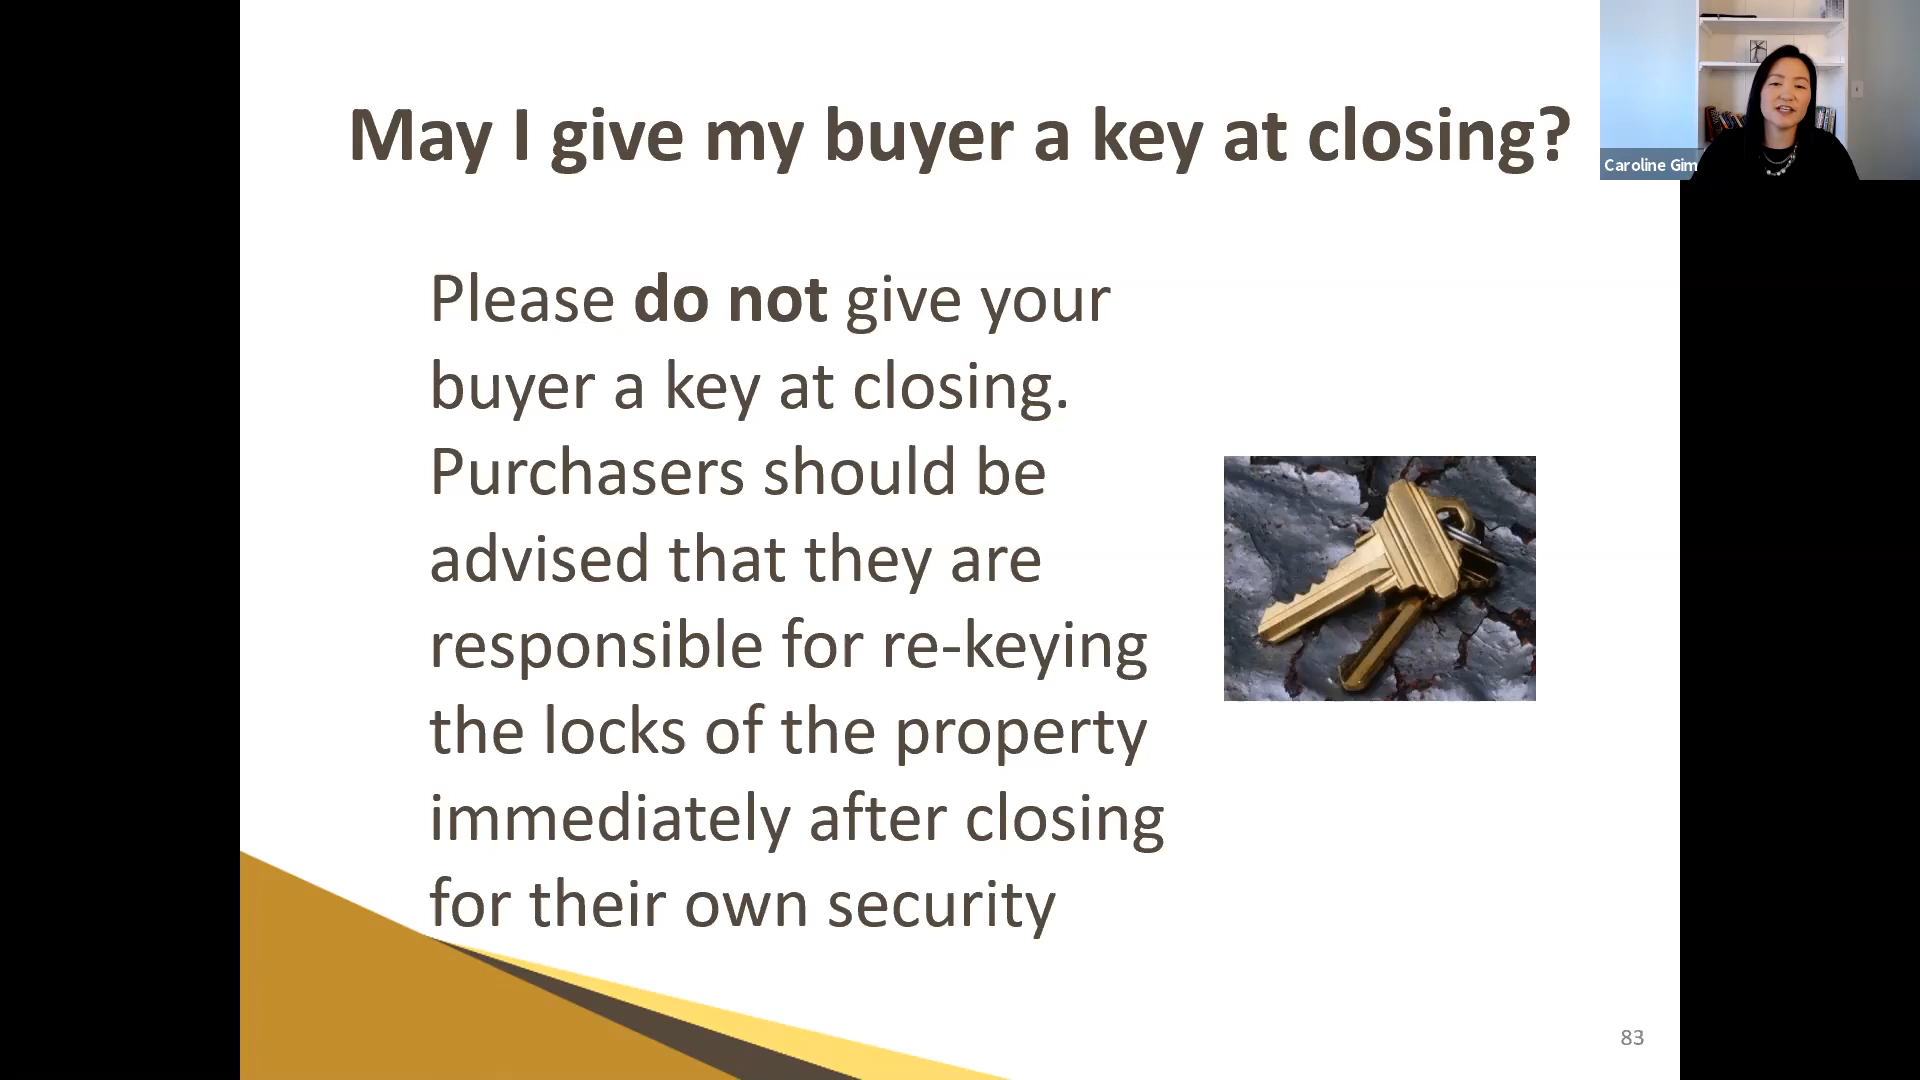 May I give my buyer a key at closing?
Caroline Gim
Please do not give your
buyer a key at closing.
Purchasers should be
advised that they are
responsible for re-keying
the locks of the property
immediately after closing
for their own security
83